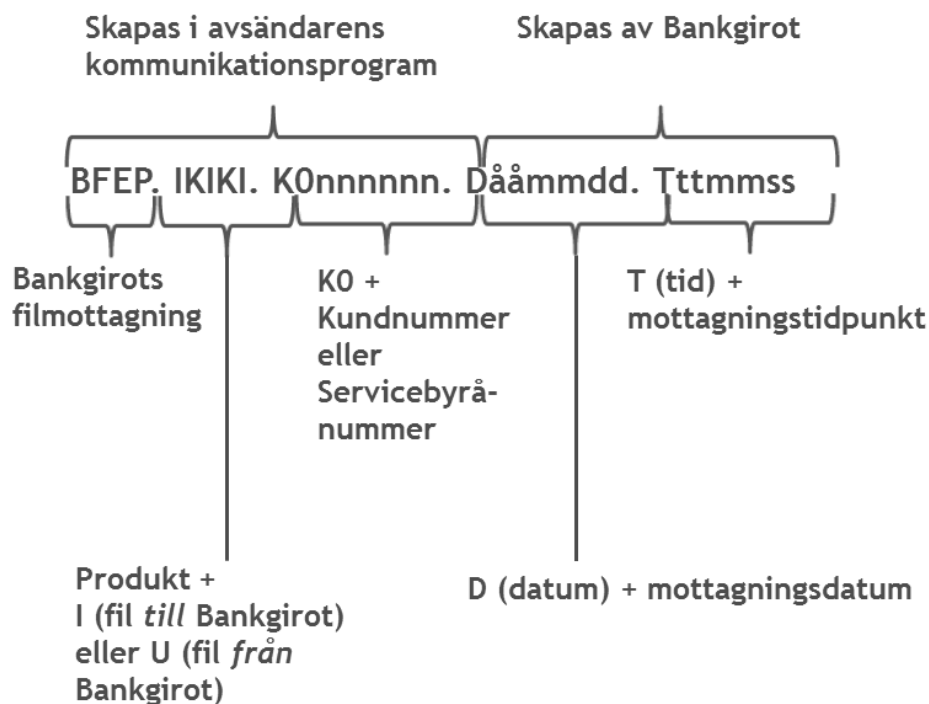 Skapas i avsändarens
kommunikationsprogram
Skapas av Bankgirot
BFEP. IKIKI. K0nnnnnn. Dååmmdd. Tttmmss
Bankgirots
filmottagning
K0 +
Kundnummer
eller
Servicebyrå-
nummer
T (tid) +
mottagningstidpunkt
Produkt +
I (fil till Bankgirot)
eller U (fil från
Bankgirot)
D (datum) + mottagningsdatum